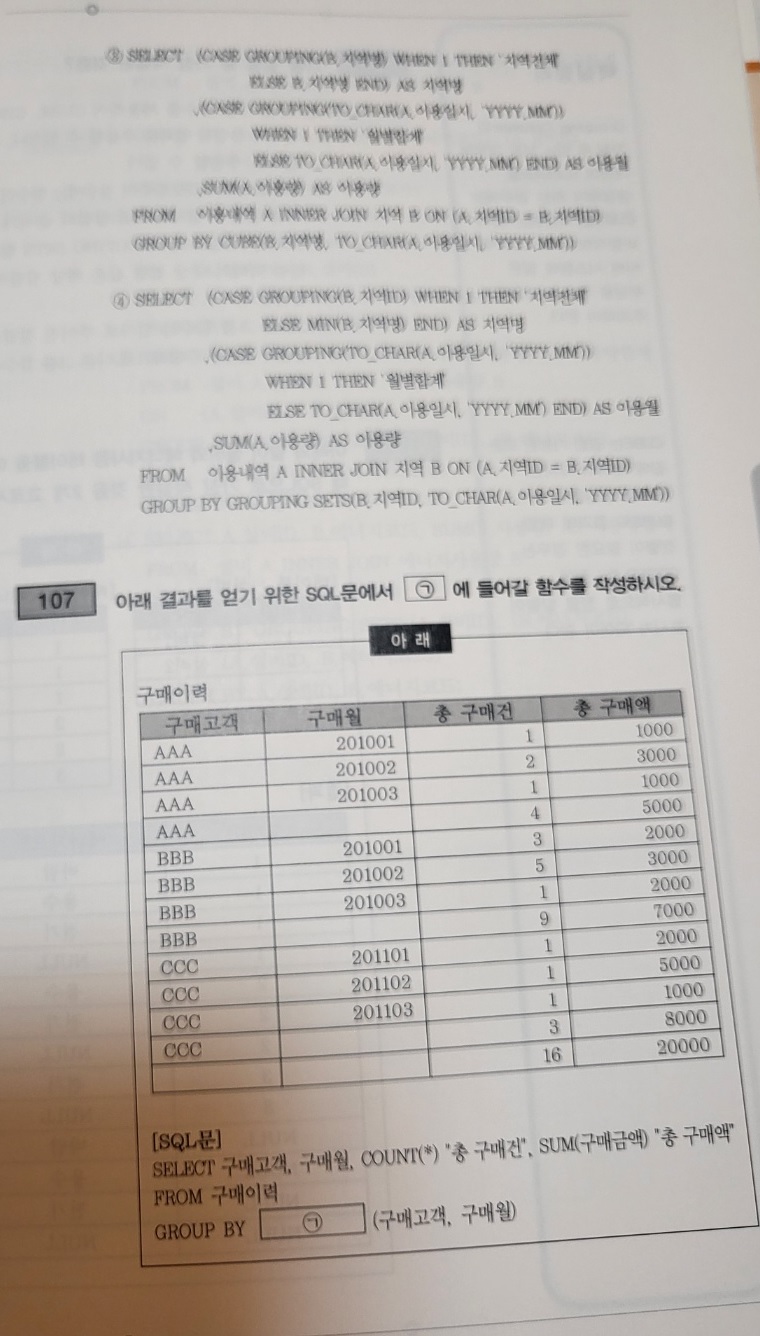 ③ SELECT (CASE GROUPING(B.지역명) WHEN 1 THEN '지역전체'
ELSE B.지역명 END) AS 지역명
,(CASE GROUPING(TO_CHAR(A.이용일시, 'YYYY.MM'))
WHEN 1 THEN '월별합계'
ELSE TO_CHAR(A.이용일시, 'YYYY.MM') END) AS 이용월
,SUM(A.이용량) AS 이용량
FROM 이용내역 A INNER JOIN 지역 B ON (A.지역ID = B.지역ID)
GROUP BY CUBE(B.지역명, TO_CHAR(A.이용일시, 'YYYY.MM'))
④ SELECT (CASE GROUPING(B.지역ID) WHEN 1 THEN '지역전체'
ELSE MIN(B.지역명) END) AS 지역명
,(CASE GROUPING(TO_CHAR(A.이용일시, 'YYYY.MM'))
WHEN 1 THEN '월별합계'
ELSE TO_CHAR(A.이용일시, 'YYYY.MM') END) AS 이용월
,SUM(A.이용량) AS 이용량
FROM 이용내역 A INNER JOIN 지역 B ON (A.지역ID = B.지역ID)
GROUP BY GROUPING SETS(B.지역ID, TO_CHAR(A.이용일시, 'YYYY.MM'))
107 아래 결과를 얻기 위한 SQL문에서 ㉠ 에 들어갈 함수를 작성하시오.
아 래
구매이력
구매고객 구매월 총 구매건 총 구매액
AAA 201001 1 1000
AAA 201002 2 3000
AAA 201003 1 1000
AAA 4 5000
BBB 201001 3 2000
BBB 201002 5 3000
BBB 201003 1 2000
BBB 9 7000
CCC 201101 1 2000
CCC 201102 1 5000
CCC 201103 1 1000
CCC 3 8000
16 20000
[SQL문]
SELECT 구매고객, 구매월, COUNT(*) "총 구매건", SUM(구매금액) "총 구매액"
FROM 구매이력
GROUP BY ㉠ (구매고객, 구매월)